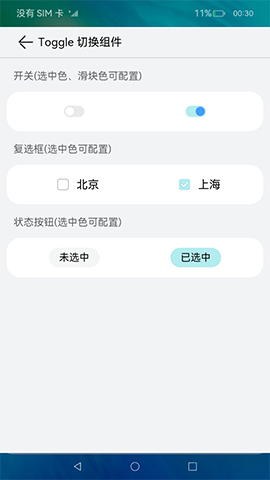 没有 SIM 卡 11% 00:30
Toggle 切换组件
开关(选中色、滑块色可配置)
复选框(选中色可配置)
北京 上海
状态按钮(选中色可配置)
未选中 已选中